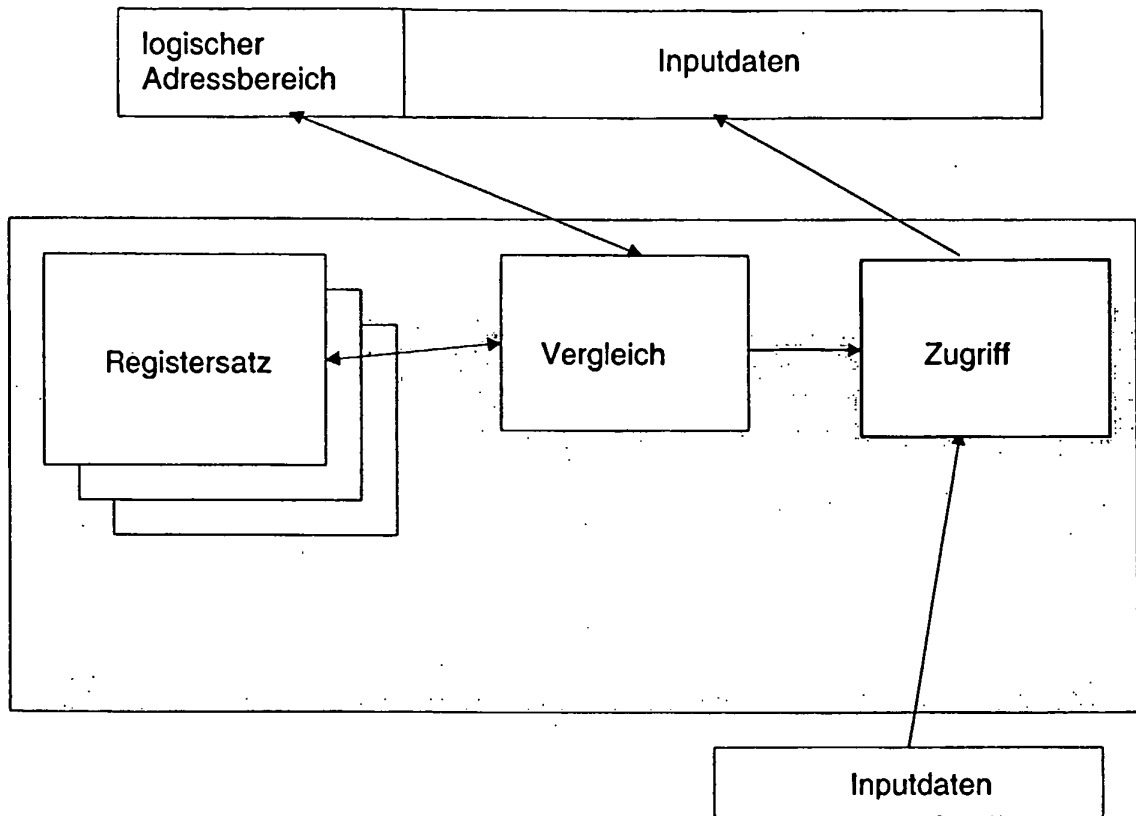 logischer
Adressbereich
Inputdaten
Registersatz
Vergleich
Zugriff
Inputdaten